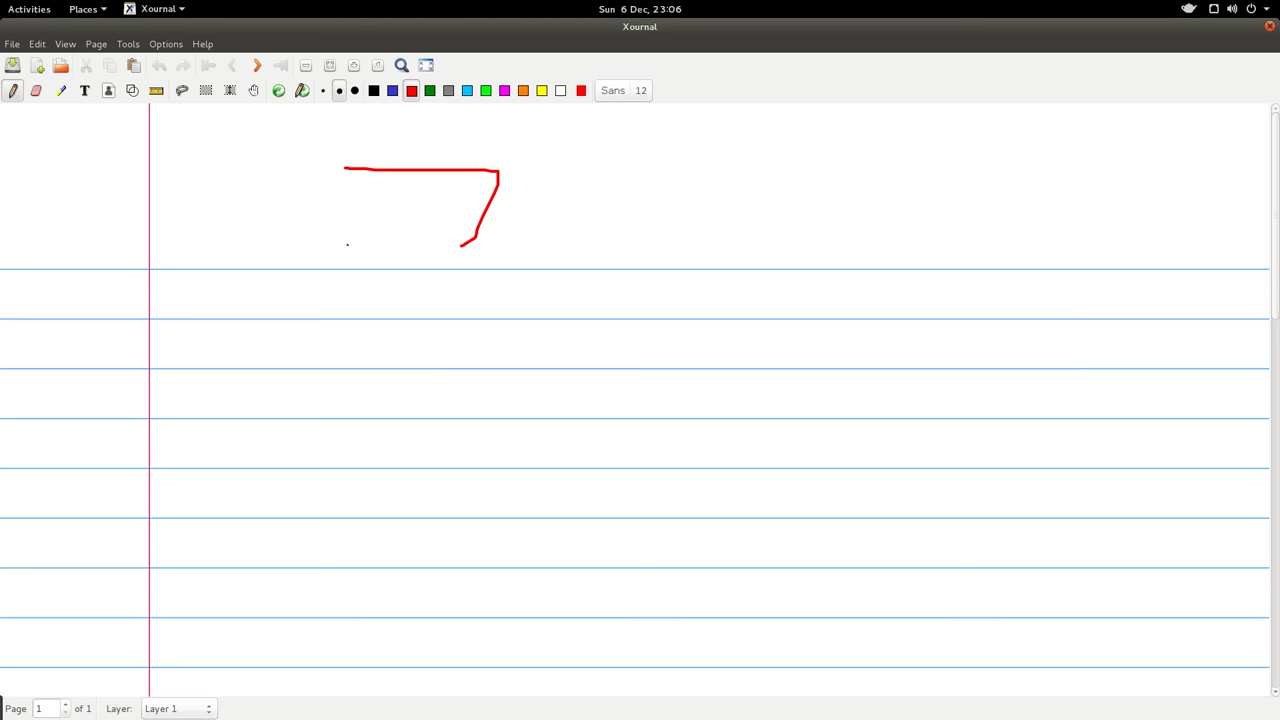 Activities Places Xournal Sun 6 Dec, 23:06
Xournal
File Edit View Page Tools Options Help
T Sans 12
Page 1 of 1 Layer: Layer 1